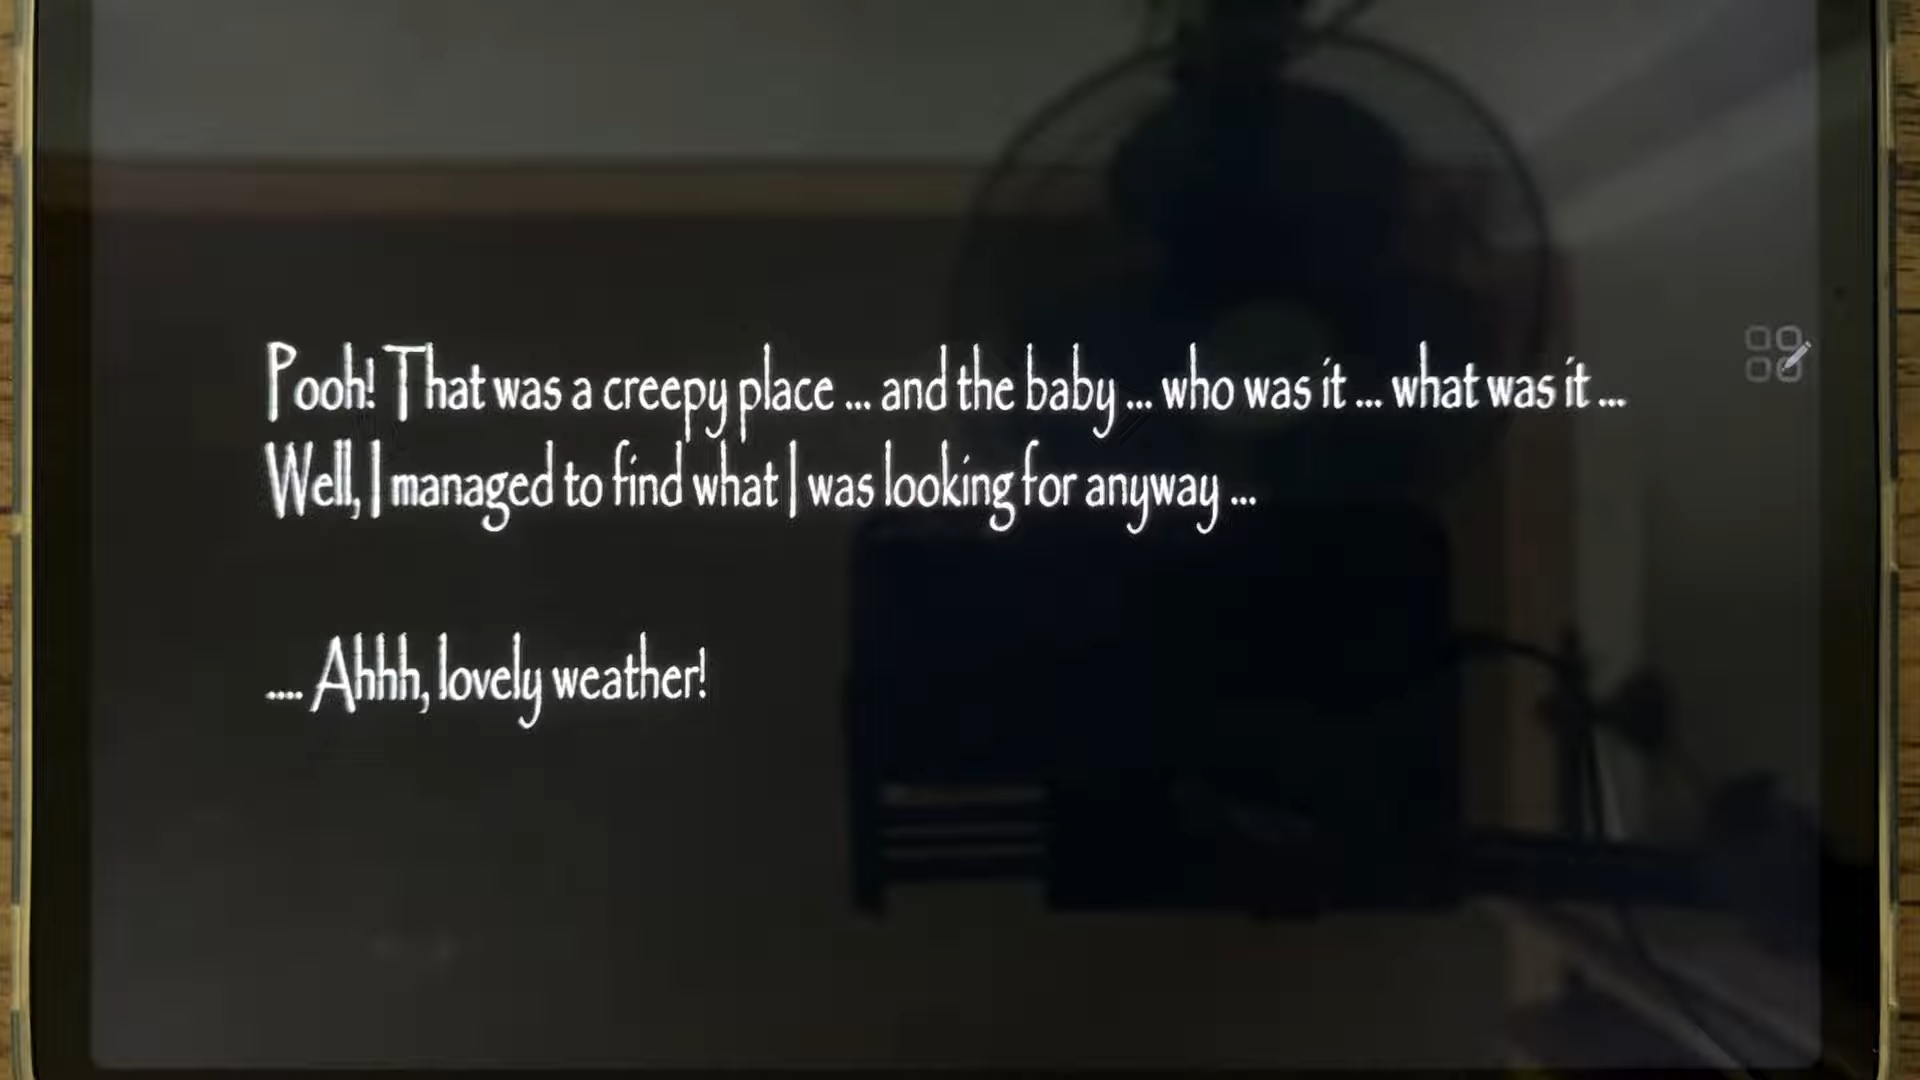 Pooh! That was a creepy place ... and the baby ... who was it ... what was it ...
Well, I managed to find what I was looking for anyway ...
.... Ahhh, lovely weather!